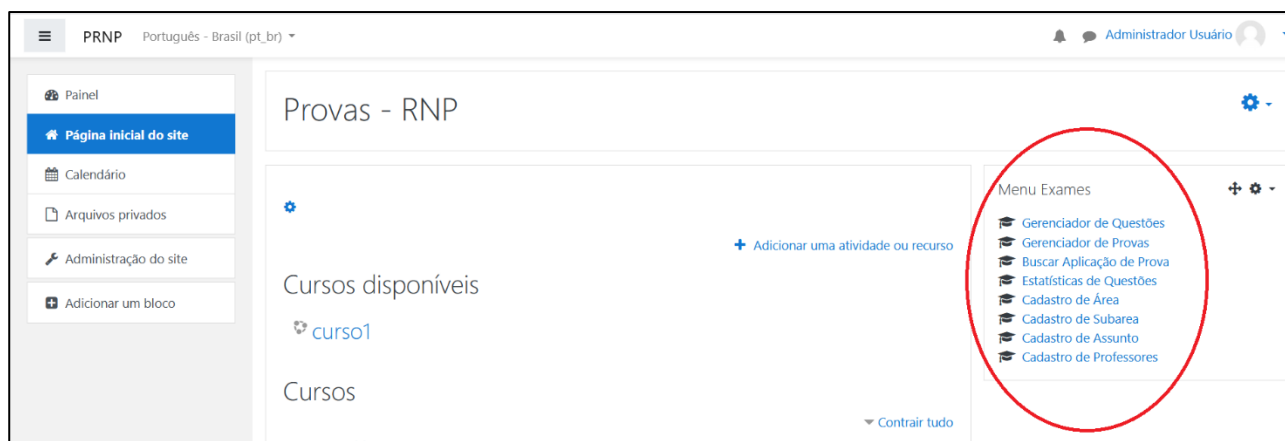 PRNP Português - Brasil (pt_br)
Administrador Usuário
Painel
Página inicial do site
Calendário
Arquivos privados
Administração do site
Adicionar um bloco
Provas - RNP
Adicionar uma atividade ou recurso
Cursos disponíveis
curso1
Cursos
Contrair tudo
Menu Exames
Gerenciador de Questões
Gerenciador de Provas
Buscar Aplicação de Prova
Estatísticas de Questões
Cadastro de Área
Cadastro de Subarea
Cadastro de Assunto
Cadastro de Professores